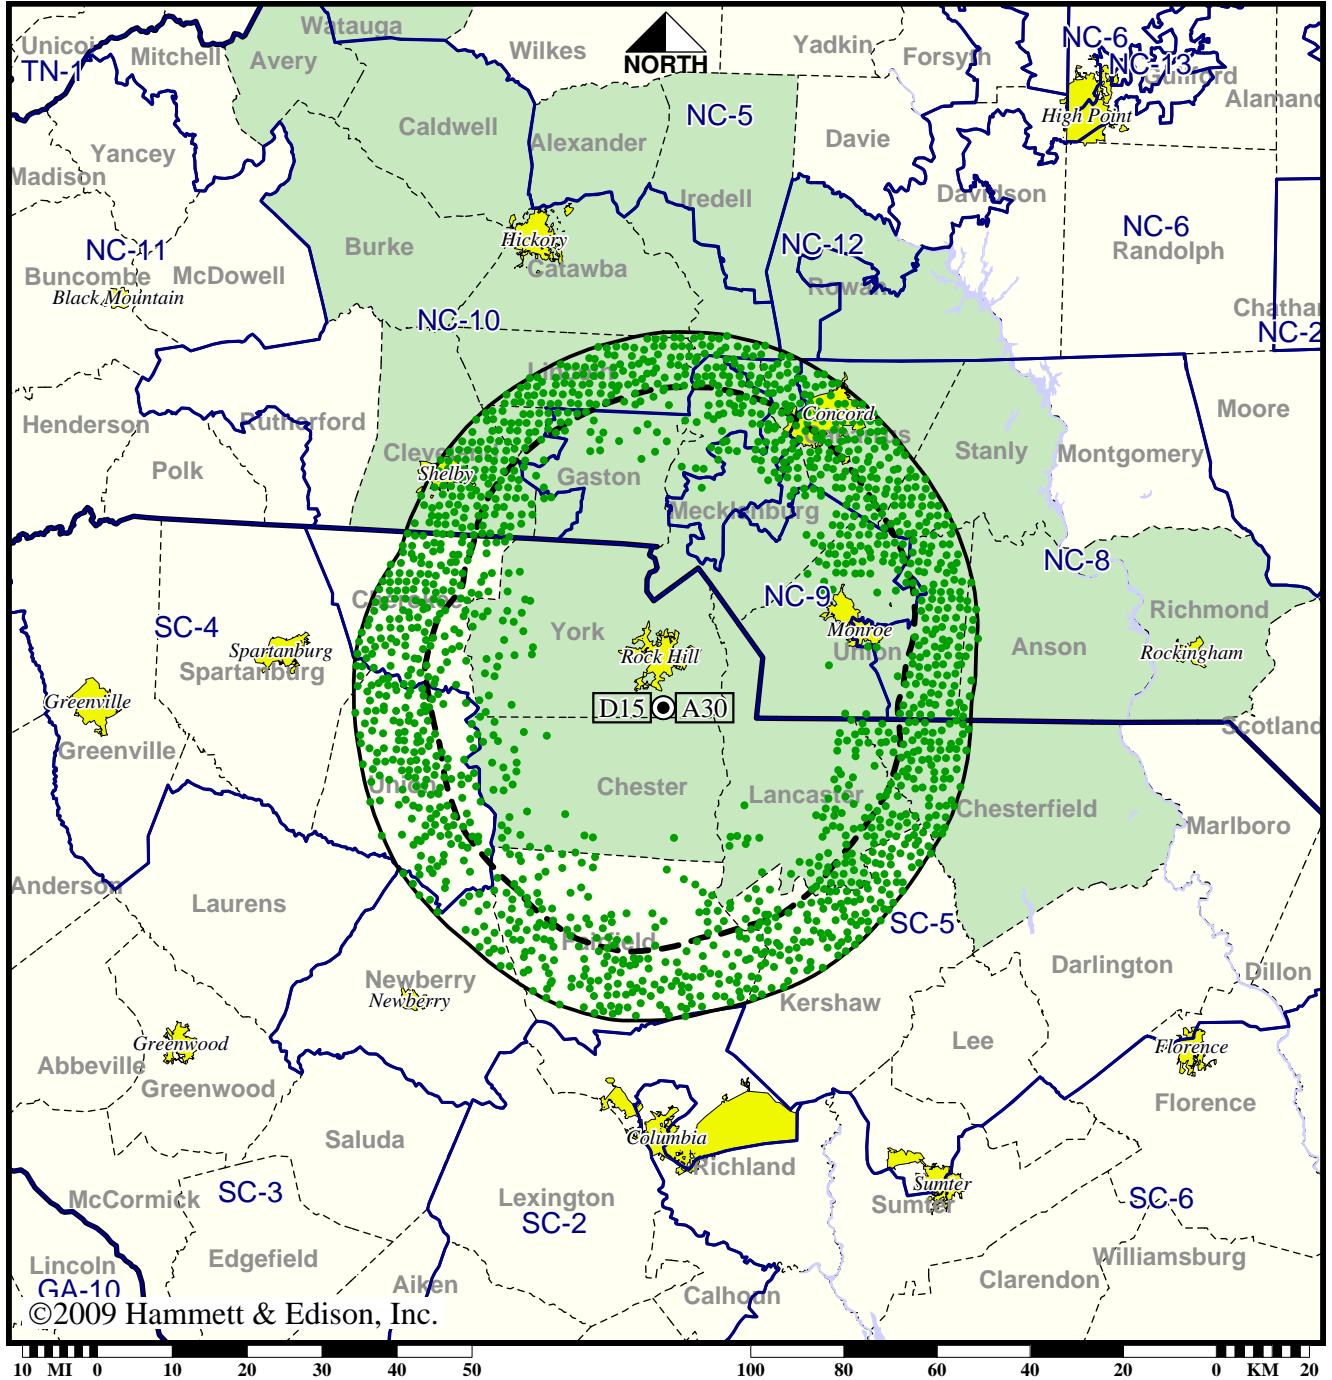 Watauga
Unicoi
TN-1
Mitchell
Avery
Wilkes
NORTH
Yadkin
Forsyth
NC-6
NC-13
Guilford
Alamance
High Point
Caldwell
NC-5
Alexander
Davie
Yancey
Madison
Iredell
Davidson
NC-11
Burke
Hickory
Catawba
NC-12
NC-6
Randolph
Buncombe
McDowell
Black Mountain
Rowan
Chatham
NC-10
NC-2
Lincoln
Henderson
Rutherford
Concord
Cabarrus
Moore
Polk
Cleveland
Shelby
Gaston
Stanly
Montgomery
Mecklenburg
NC-8
Cherokee
NC-9
Richmond
SC-4
York
Monroe
Union
Anson
Rockingham
Spartanburg
Spartanburg
Rock Hill
Greenville
D15
A30
Scotland
Greenville
Union
Chester
Lancaster
Chesterfield
Marlboro
Anderson
Laurens
SC-5
Fairfield
Newberry
Newberry
Kershaw
Darlington
Dillon
Greenwood
Abbeville
Greenwood
Lee
Florence
Florence
Saluda
Columbia
Richland
McCormick
SC-3
Lexington
SC-2
Sumter
Sumter
SC-6
Lincoln
GA-10
Edgefield
Aiken
Calhoun
Clarendon
Williamsburg
©2009 Hammett & Edison, Inc.
10 MI 0 10 20 30 40 50
100 80 60 40 20 0 KM 20